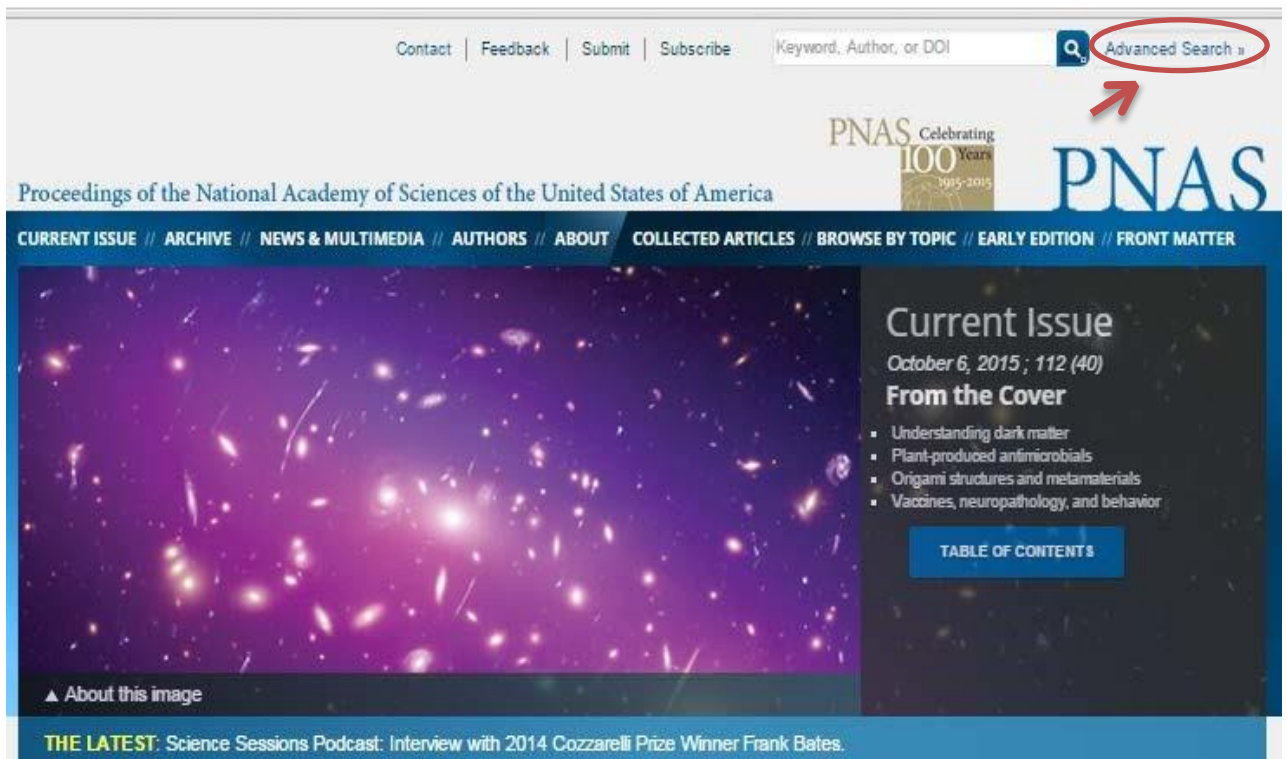 Contact | Feedback | Submit | Subscribe
Keyword, Author, or DOI
Advanced Search »
PNAS Celebrating
100 Years
1915-2015
PNAS
Proceedings of the National Academy of Sciences of the United States of America
CURRENT ISSUE // ARCHIVE // NEWS & MULTIMEDIA // AUTHORS // ABOUT COLLECTED ARTICLES // BROWSE BY TOPIC // EARLY EDITION // FRONT MATTER
Current Issue
October 6, 2015 ; 112 (40)
From the Cover
Understanding dark matter
Plant-produced antimicrobials
Origami structures and metamaterials
Vaccines, neuropathology, and behavior
TABLE OF CONTENTS
▲ About this image
THE LATEST: Science Sessions Podcast: Interview with 2014 Cozzarelli Prize Winner Frank Bates.